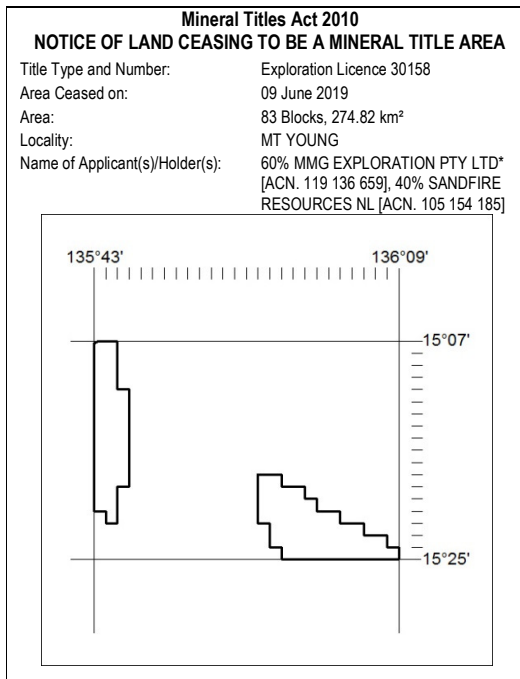 Mineral Titles Act 2010
NOTICE OF LAND CEASING TO BE A MINERAL TITLE AREA
Title Type and Number: Exploration Licence 30158
Area Ceased on: 09 June 2019
Area: 83 Blocks, 274.82 km²
Locality: MT YOUNG
Name of Applicant(s)/Holder(s): 60% MMG EXPLORATION PTY LTD*
[ACN. 119 136 659], 40% SANDFIRE
RESOURCES NL [ACN. 105 154 185]
135°43' 136°09'
15°07'
15°25'